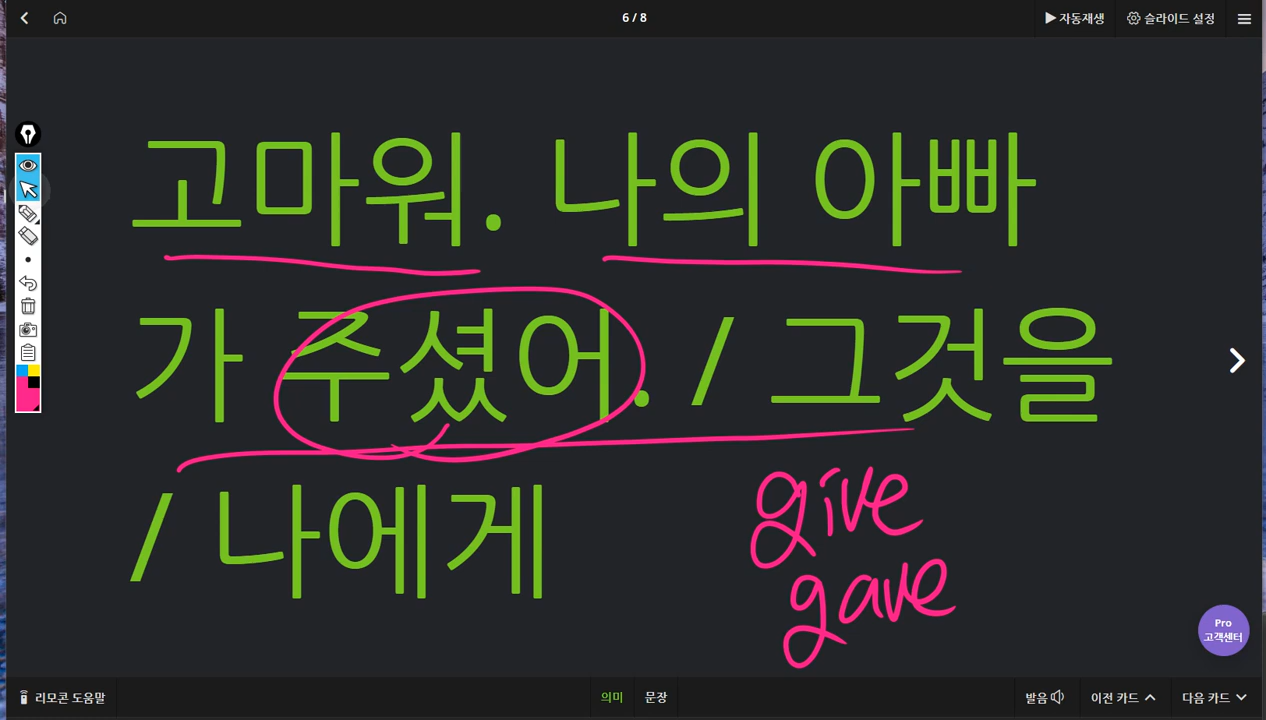 6 / 8
자동재생
슬라이드 설정
고마워. 나의 아빠
가 주셨어. / 그것을
/ 나에게
give
gave
Pro
고객센터
리모콘 도움말
의미
문장
발음
이전 카드
다음 카드